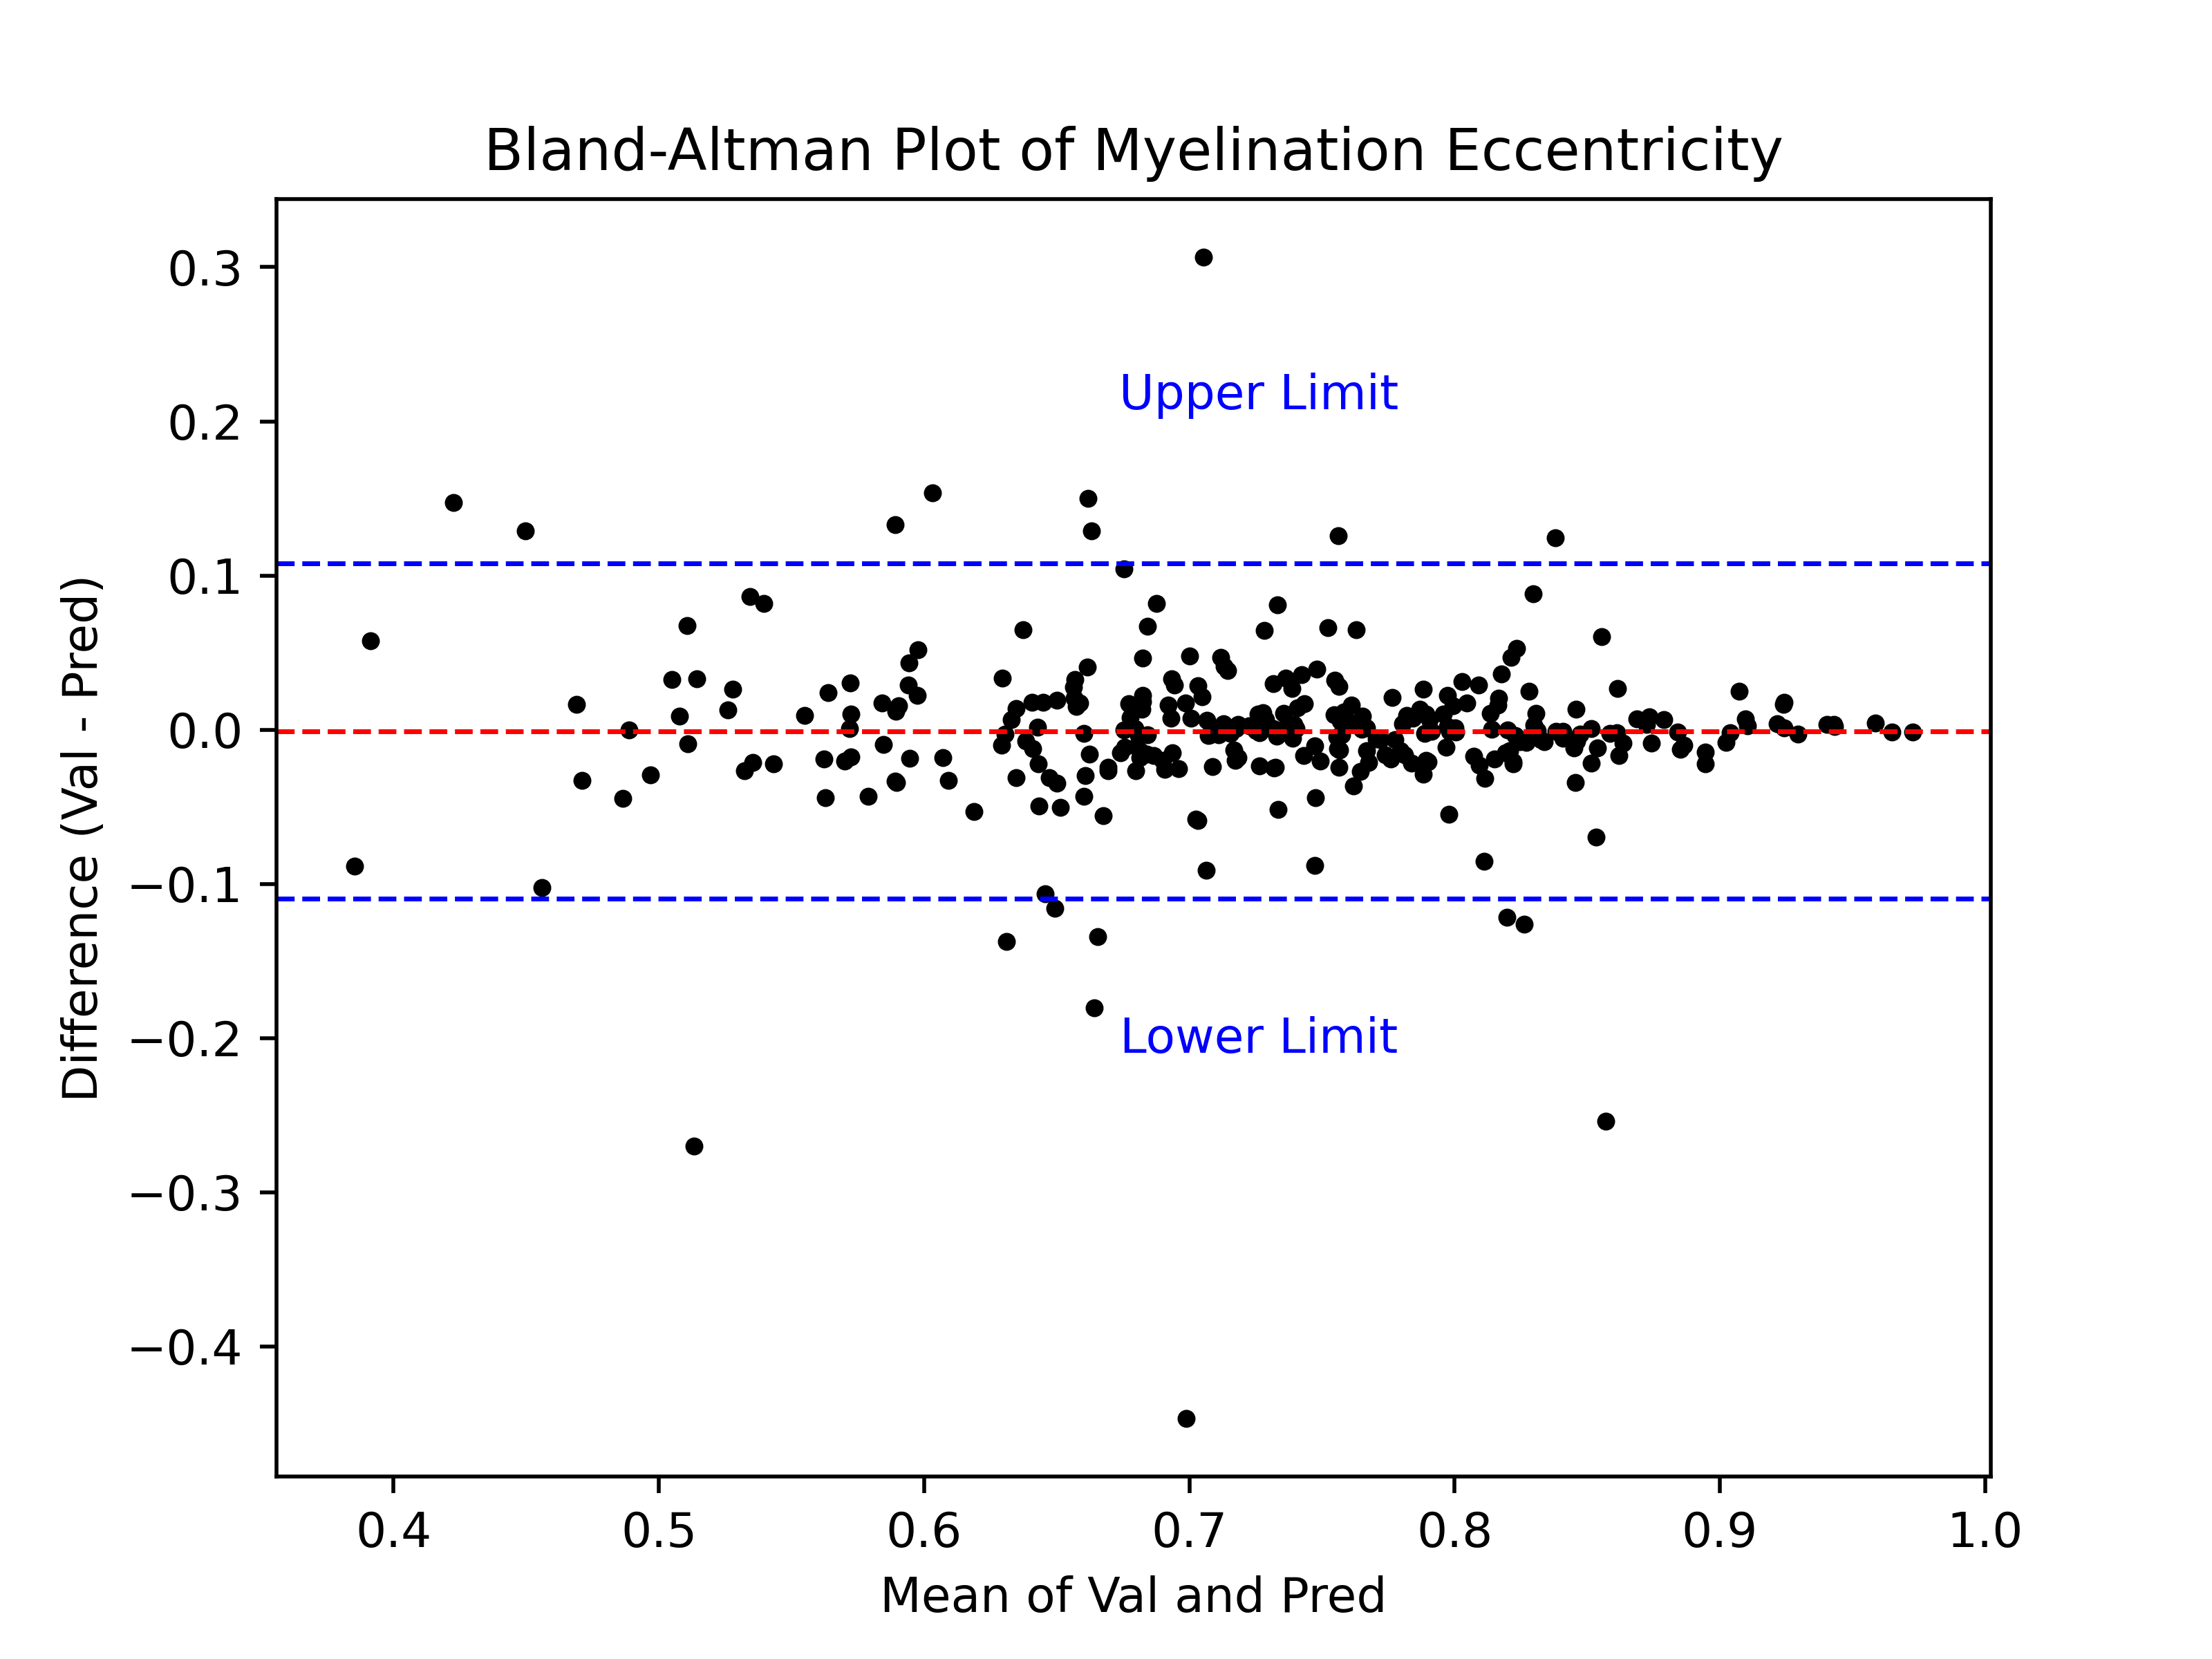 Bland-Altman Plot of Myelination Eccentricity
Difference (Val - Pred)
0.3
0.2
0.1
0.0
−0.1
−0.2
−0.3
−0.4
Upper Limit
Lower Limit
0.4 0.5 0.6 0.7 0.8 0.9 1.0
Mean of Val and Pred